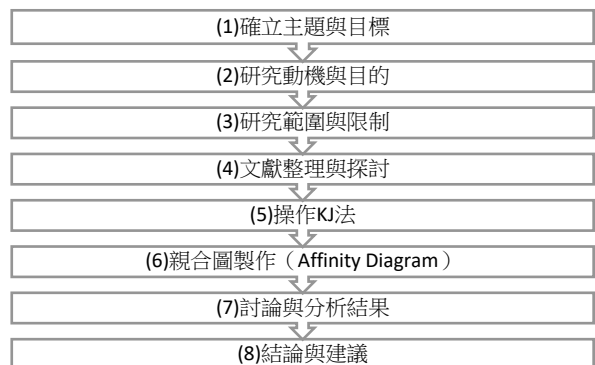 (1)確立主題與目標
(2)研究動機與目的
(3)研究範圍與限制
(4)文獻整理與探討
(5)操作KJ法
(6)親合圖製作（Affinity Diagram）
(7)討論與分析結果
(8)結論與建議